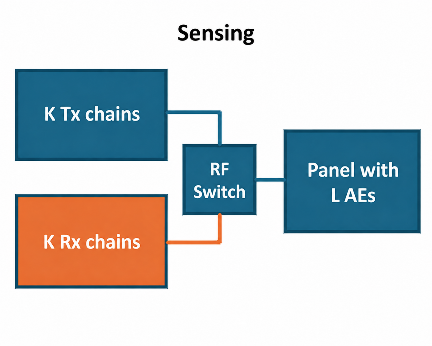 Sensing
K Tx chains
RF
Switch
Panel with
L AEs
K Rx chains